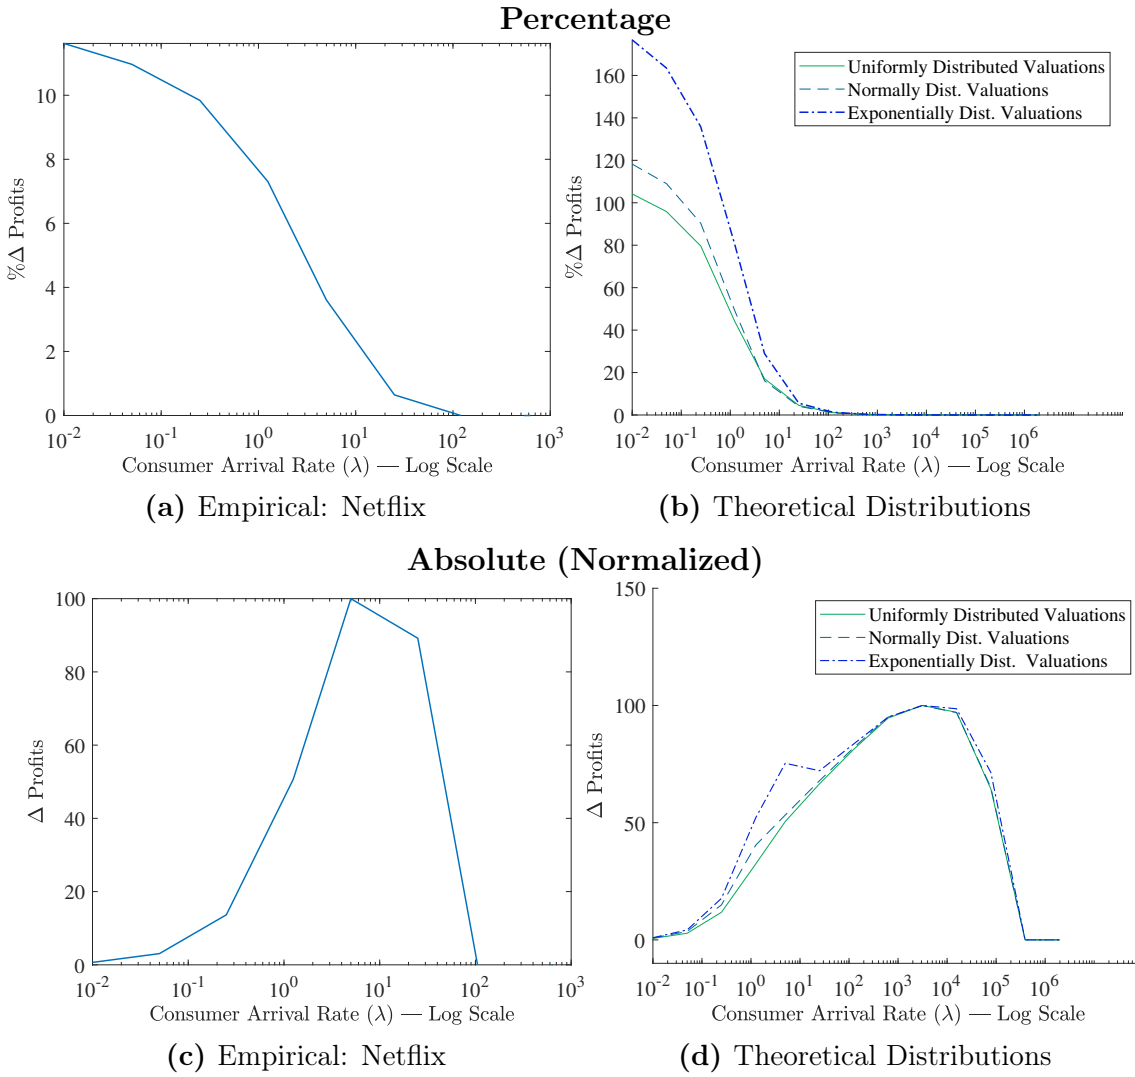 Percentage
%Δ Profits
10
8
6
4
2
0
10^-2
10^-1
10^0
10^1
10^2
10^3
Consumer Arrival Rate (λ) — Log Scale
(a) Empirical: Netflix
%Δ Profits
160
140
120
100
80
60
40
20
0
10^-2
10^-1
10^0
10^1
10^2
10^3
10^4
10^5
10^6
Uniformly Distributed Valuations
Normally Dist. Valuations
Exponentially Dist. Valuations
Consumer Arrival Rate (λ) — Log Scale
(b) Theoretical Distributions
Absolute (Normalized)
Δ Profits
100
80
60
40
20
0
10^-2
10^-1
10^0
10^1
10^2
10^3
Consumer Arrival Rate (λ) — Log Scale
(c) Empirical: Netflix
Δ Profits
150
100
50
0
10^-2
10^-1
10^0
10^1
10^2
10^3
10^4
10^5
10^6
Uniformly Distributed Valuations
Normally Dist. Valuations
Exponentially Dist. Valuations
Consumer Arrival Rate (λ) — Log Scale
(d) Theoretical Distributions